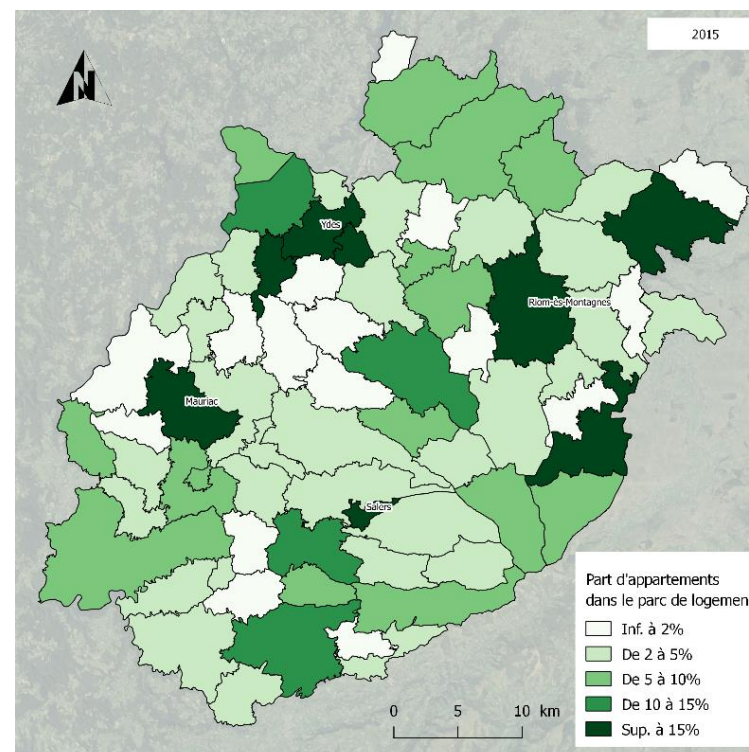 2015
N
Ydes
Riom-ès-Montagnes
Mauriac
Salers
Part d'appartements
dans le parc de logemen
Inf. à 2%
De 2 à 5%
De 5 à 10%
De 10 à 15%
Sup. à 15%
0 5 10 km